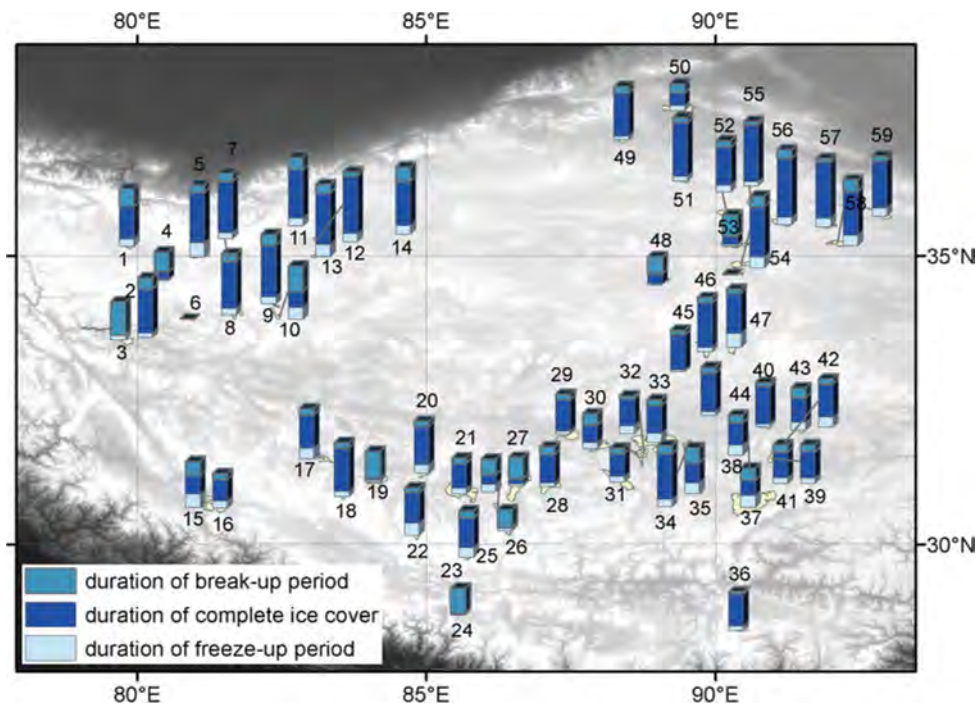 80°E 85°E 90°E
50
55
5 7 52 56 57 59
49
11 51
4 12 14 53 58
1 13 48 54
35°N
2 6 46
9 10 45 47
3 8
20 29 30 32 33 44 40 43 42
17 21 27
38
19 31
15 16 18 28 34 35 37 41 39
22 25 26
30°N
23 36
duration of break-up period
duration of complete ice cover 24
duration of freeze-up period
80°E 85°E 90°E